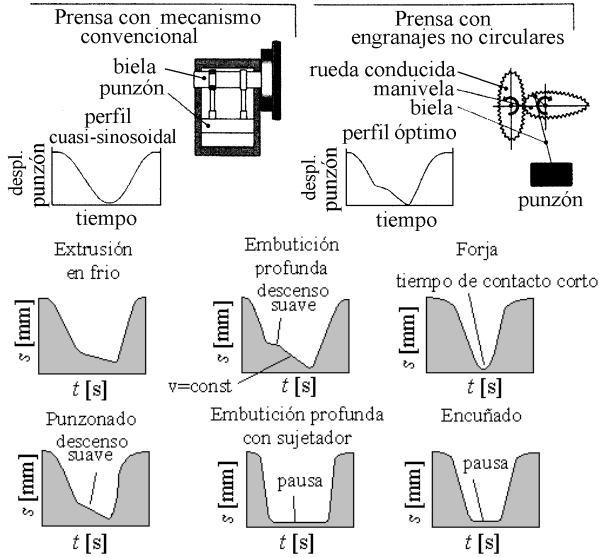 Prensa con mecanismo
convencional
biela
punzón
perfil
cuasi-sinosoidal
despl.
punzón
tiempo
Prensa con
engranajes no circulares
rueda conducida
manivela
biela
perfil óptimo
despl.
punzón
tiempo
punzón
Extrusión
en frio
s [mm]
t [s]
Embutición
profunda
descenso
suave
v=const
s [mm]
t [s]
Forja
tiempo de contacto corto
s [mm]
t [s]
Punzonado
descenso
suave
s [mm]
t [s]
Embutición profunda
con sujetador
pausa
s [mm]
t [s]
Encuñado
pausa
s [mm]
t [s]